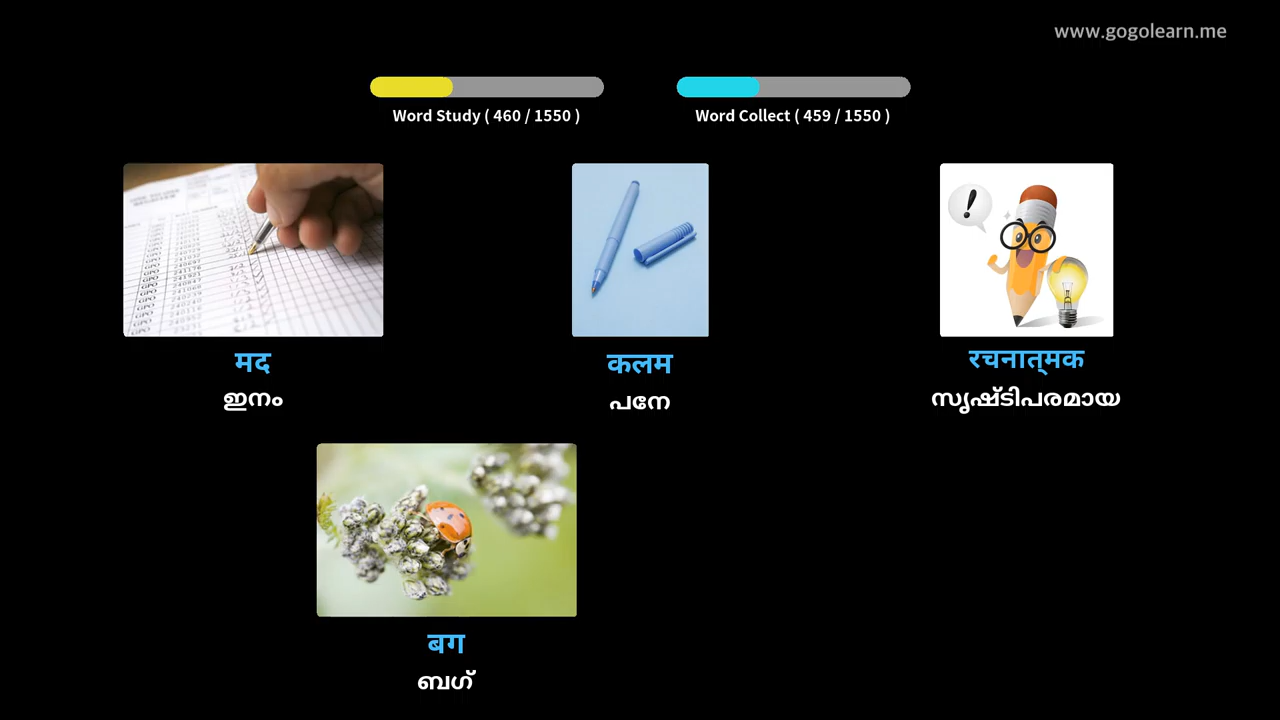 www.gogolearn.me
Word Study ( 460 / 1550 )
Word Collect ( 459 / 1550 )
मद
ഇനം
कलम
പനേ
रचनात्‌मक
സൃഷ്ടിപരമായ
बग
ബഗ്